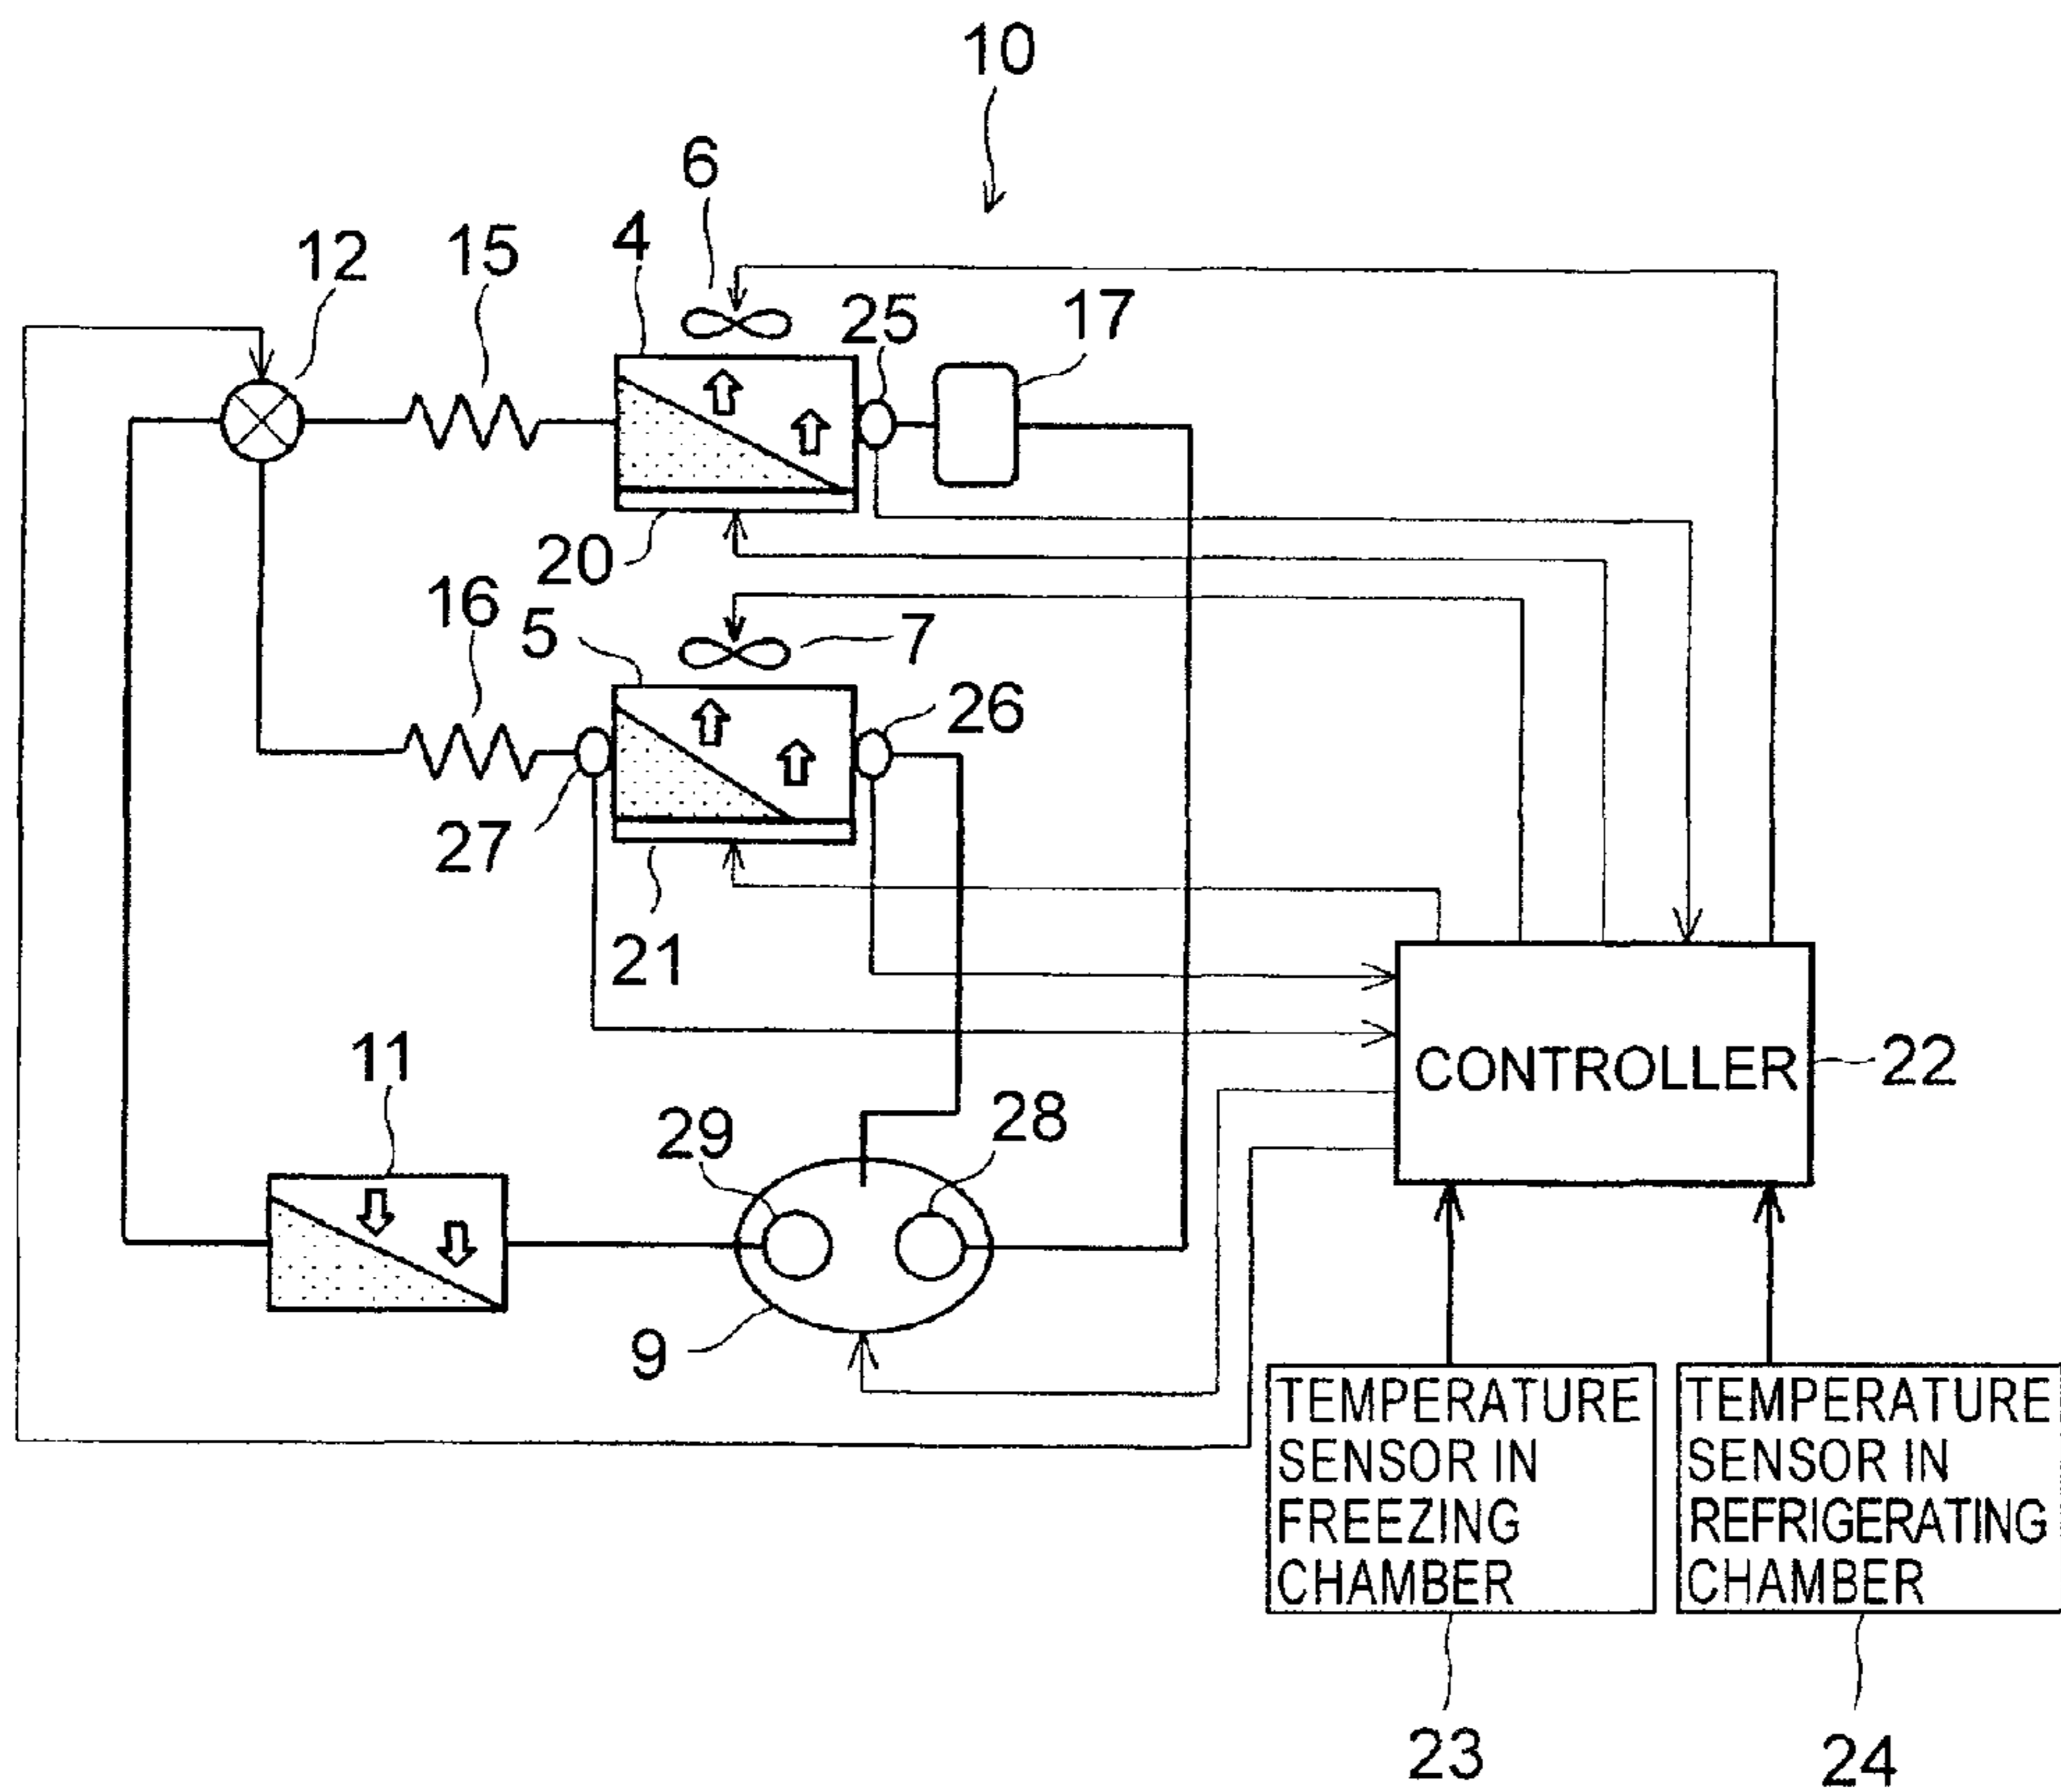 10
6
4
12
15
25
17
20
16
5
7
26
27
21
11
CONTROLLER
22
29
28
9
TEMPERATURE
SENSOR IN
FREEZING
CHAMBER
TEMPERATURE
SENSOR IN
REFRIGERATING
CHAMBER
23
24